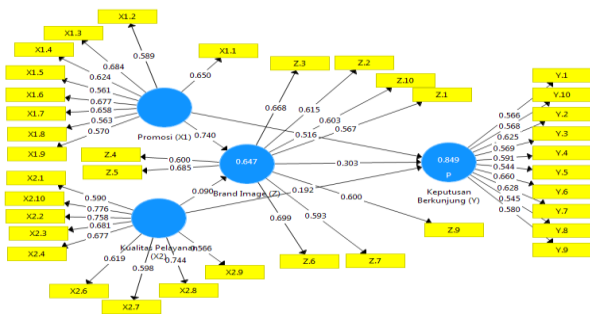 X1.2
X1.3
X1.4
X1.1
X1.5
X1.6
X1.7
X1.8
X1.9
0.589
0.684
0.624
0.561
0.677
0.658
0.563
0.570
0.650
Promosi (X1)
0.740
Z.3
Z.2
Z.10
Z.1
0.668
0.615
0.603
0.567
0.516
Z.4
Z.5
0.600
0.685
0.647
Brand Image (Z)
0.303
0.090
0.192
0.699
0.593
0.600
Z.6
Z.7
Z.9
X2.1
X2.10
X2.2
X2.3
X2.4
0.590
0.776
0.758
0.681
0.677
Kualitas Pelayanan
(X2)
0.619
0.598
0.744
0.566
X2.6
X2.7
X2.8
X2.9
0.849
p
Keputusan
Berkunjung (Y)
0.566
0.568
0.625
0.569
0.591
0.544
0.660
0.628
0.545
0.580
Y.1
Y.10
Y.2
Y.3
Y.4
Y.5
Y.6
Y.7
Y.8
Y.9